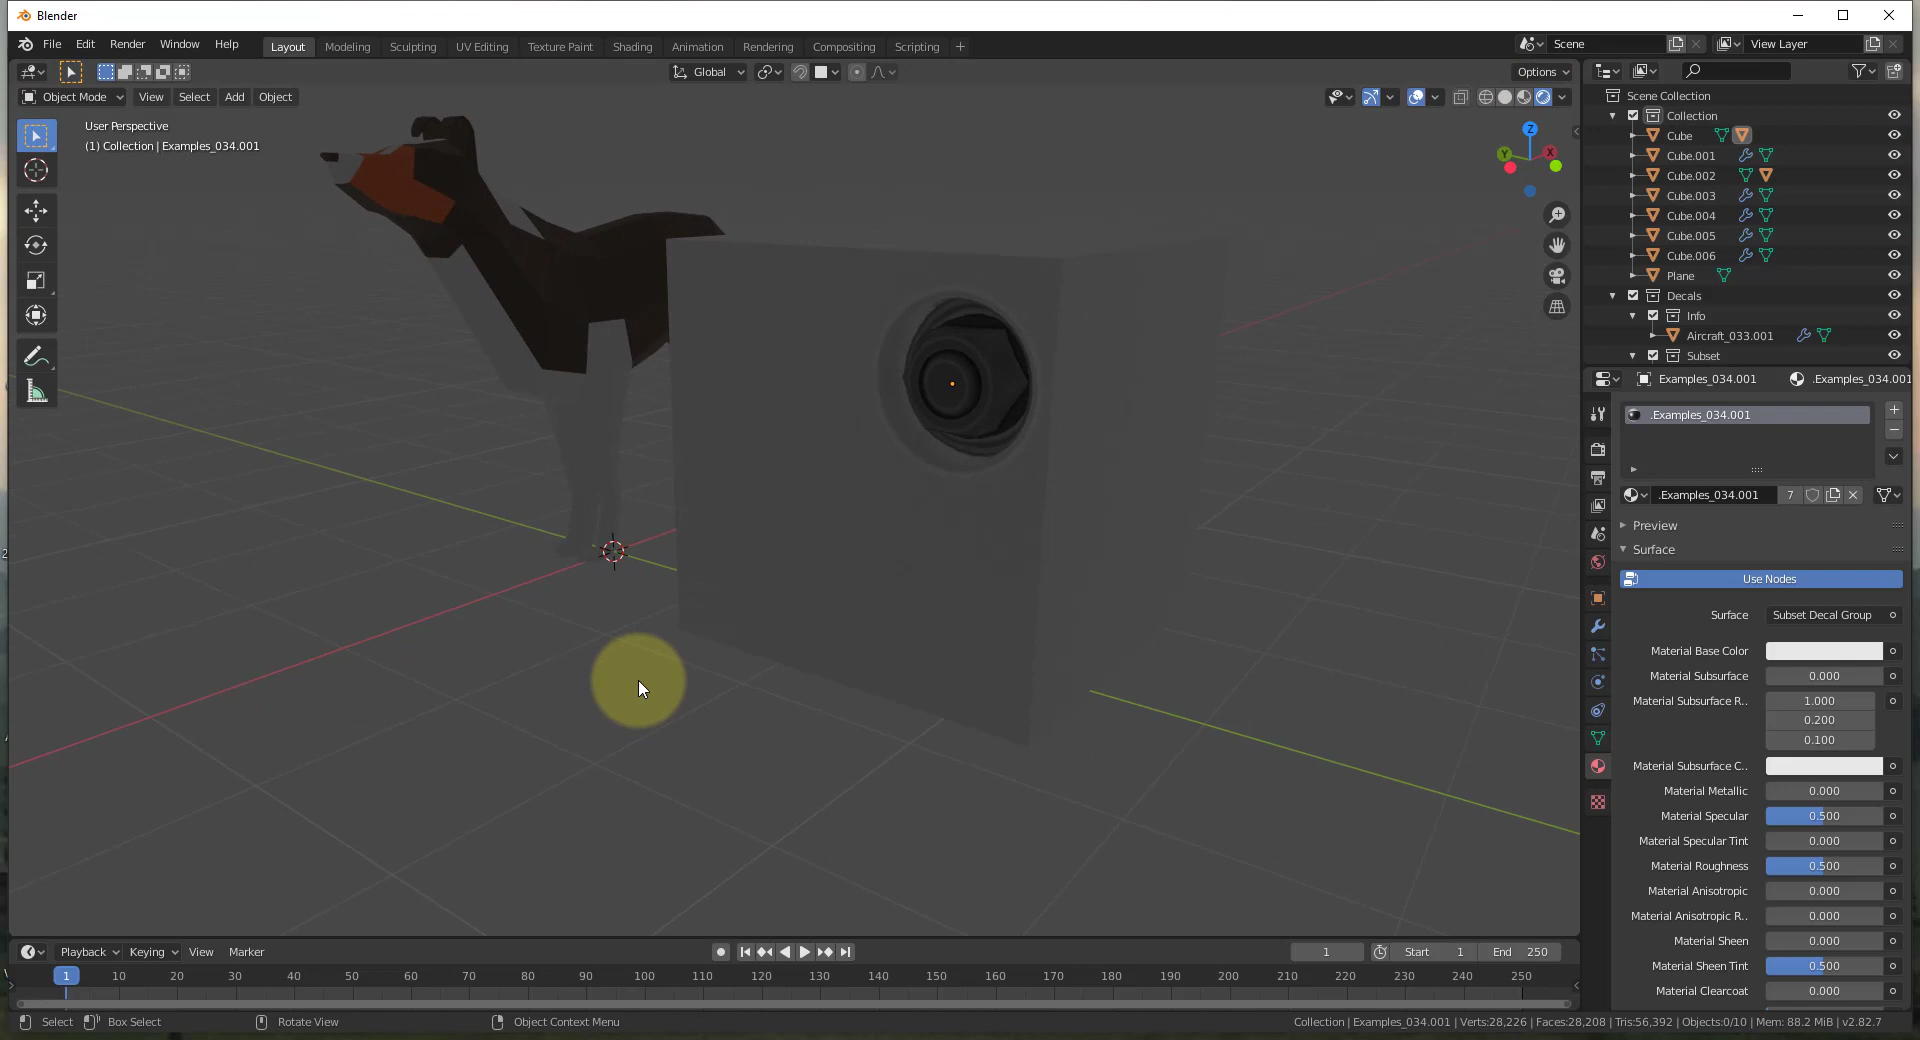 Blender
File Edit Render Window Help Layout Modeling Sculpting UV Editing Texture Paint Shading Animation Rendering Compositing Scripting + Scene View Layer
Global Options
Object Mode View Select Add Object
User Perspective
(1) Collection | Examples_034.001
Z
Y
X
Scene Collection
Collection
Cube
Cube.001
Cube.002
Cube.003
Cube.004
Cube.005
Cube.006
Plane
Decals
Info
Aircraft_033.001
Subset
Examples_034.001 .Examples_034.001
.Examples_034.001
.Examples_034.001 7
Preview
Surface
Use Nodes
Surface Subset Decal Group
Material Base Color
Material Subsurface 0.000
Material Subsurface R.. 1.000
0.200
0.100
Material Subsurface C..
Material Metallic 0.000
Material Specular 0.500
Material Specular Tint 0.000
Material Roughness 0.500
Material Anisotropic 0.000
Material Anisotropic R.. 0.000
Material Sheen 0.000
Material Sheen Tint 0.500
Material Clearcoat 0.000
Playback Keying View Marker 1 Start 1 End 250
1 10 20 30 40 50 60 70 80 90 100 110 120 130 140 150 160 170 180 190 200 210 220 230 240 250
Select Box Select Rotate View Object Context Menu Collection | Examples_034.001 | Verts:28,226 | Faces:28,208 | Tris:56,392 | Objects:0/10 | Mem: 88.2 MiB | v2.82.7